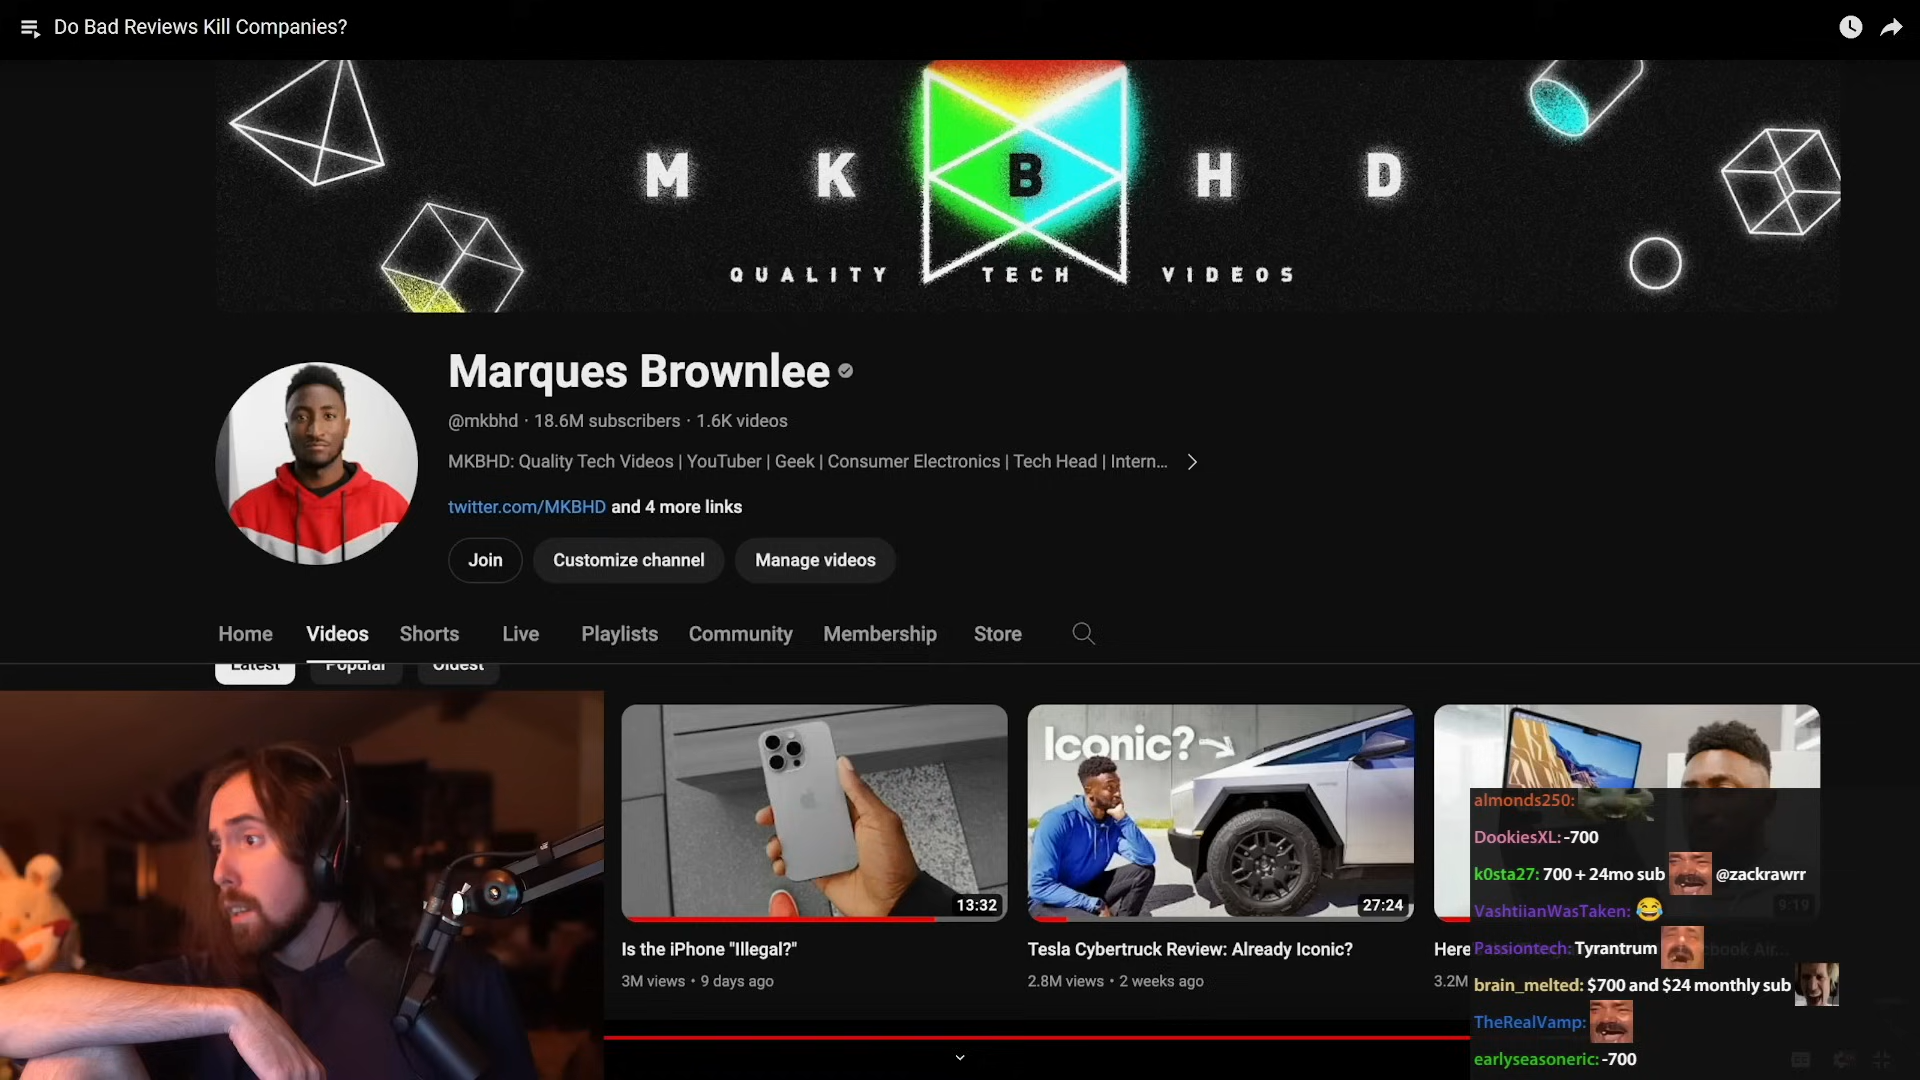 Do Bad Reviews Kill Companies?
M K B H D
QUALITY TECH VIDEOS
Marques Brownlee
@mkbhd · 18.6M subscribers · 1.6K videos
MKBHD: Quality Tech Videos | YouTuber | Geek | Consumer Electronics | Tech Head | Intern...
twitter.com/MKBHD and 4 more links
Join Customize channel Manage videos
Home Videos Shorts Live Playlists Community Membership Store
Latest Popular Oldest
Iconic?
13:32
27:24
9:19
Is the iPhone "Illegal?"
3M views • 9 days ago
Tesla Cybertruck Review: Already Iconic?
2.8M views • 2 weeks ago
Here
3.2M
almonds250:
DookiesXL: -700
k0sta27: 700 + 24mo sub @zackrawrr
VashtiianWasTaken: 😂
Passiontech: Tyrantrum
brain_melted: $700 and $24 monthly sub
TheRealVamp:
earlyseasoneric: -700